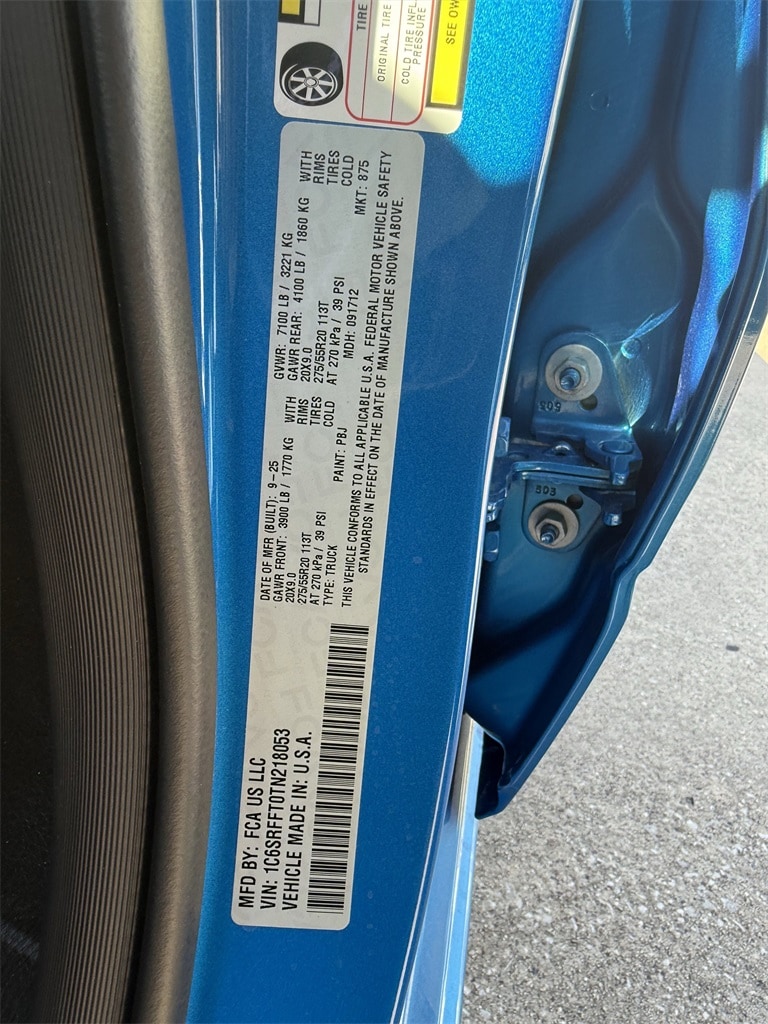 TIRE
ORIGINAL TIRE
COLD TIRE INFL
PRESSURE
SEE OW
MFD BY: FCA US LLC
VIN: 1C6SRFFT0TN218053
VEHICLE MADE IN: U.S.A.
DATE OF MFR (BUILT): 9-25
GAWR FRONT: 3900 LB / 1770 KG WITH
20X9.0 RIMS
275/55R20 113T TIRES
AT 270 kPa / 39 PSI COLD
TYPE: TRUCK PAINT: PBJ
GVWR: 7100 LB / 3221 KG
GAWR REAR: 4100 LB / 1860 KG WITH
20X9.0 RIMS
275/55R20 113T TIRES
AT 270 kPa / 39 PSI COLD
MDH: 091712 MKT: 875
THIS VEHICLE CONFORMS TO ALL APPLICABLE U.S.A. FEDERAL MOTOR VEHICLE SAFETY
STANDARDS IN EFFECT ON THE DATE OF MANUFACTURE SHOWN ABOVE.
503
503